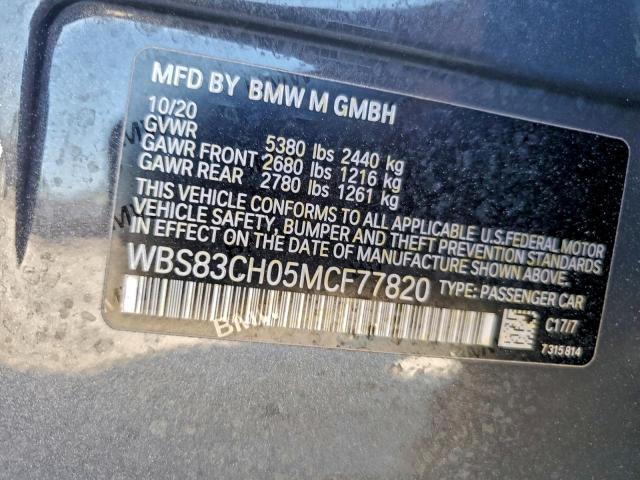 MFD BY BMW M GMBH
10/20
GVWR 5380 lbs 2440 kg
GAWR FRONT 2680 lbs 1216 kg
GAWR REAR 2780 lbs 1261 kg
THIS VEHICLE CONFORMS TO ALL APPLICABLE U.S.FEDERAL MOTOR
VEHICLE SAFETY, BUMPER AND THEFT PREVENTION STANDARDS
IN EFFECT ON THE DATE OF MANUFACTURE SHOWN ABOVE.
WBS83CH05MCF77820 TYPE: PASSENGER CAR
C17/7
7315814
BMW